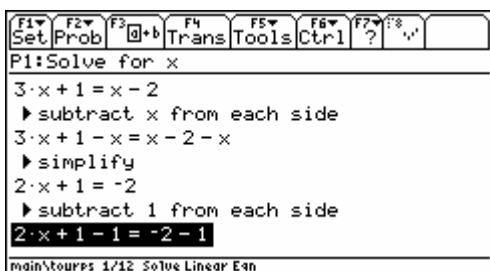 F1▼ F2▼ F3 F4 F5▼ F6▼ F7▼ F8
Set Prob a+b Trans Tools Ctrl ?
P1:Solve for x
3·x + 1 = x - 2
▶subtract x from each side
3·x + 1 - x = x - 2 - x
▶simplify
2·x + 1 = ⁻2
▶subtract 1 from each side
2·x + 1 - 1 = ⁻2 - 1
main\tourps 1/12 Solve Linear Eqn